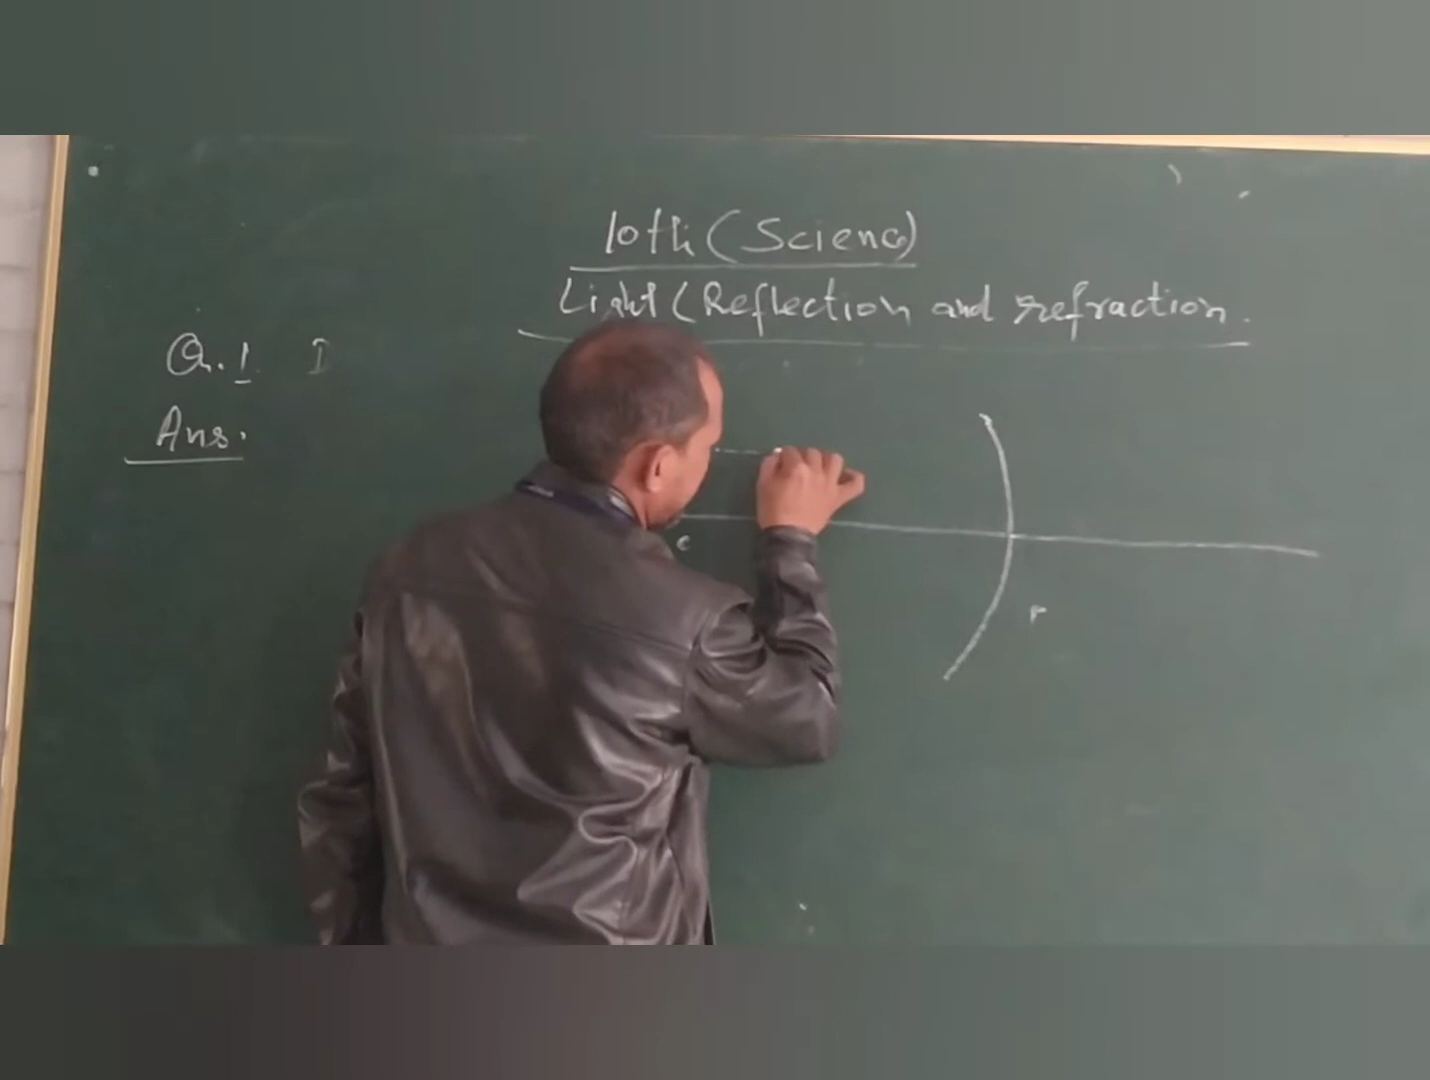 10th (Science)
Light (Reflection and refraction.
Q. 1. I
Ans.
C
P